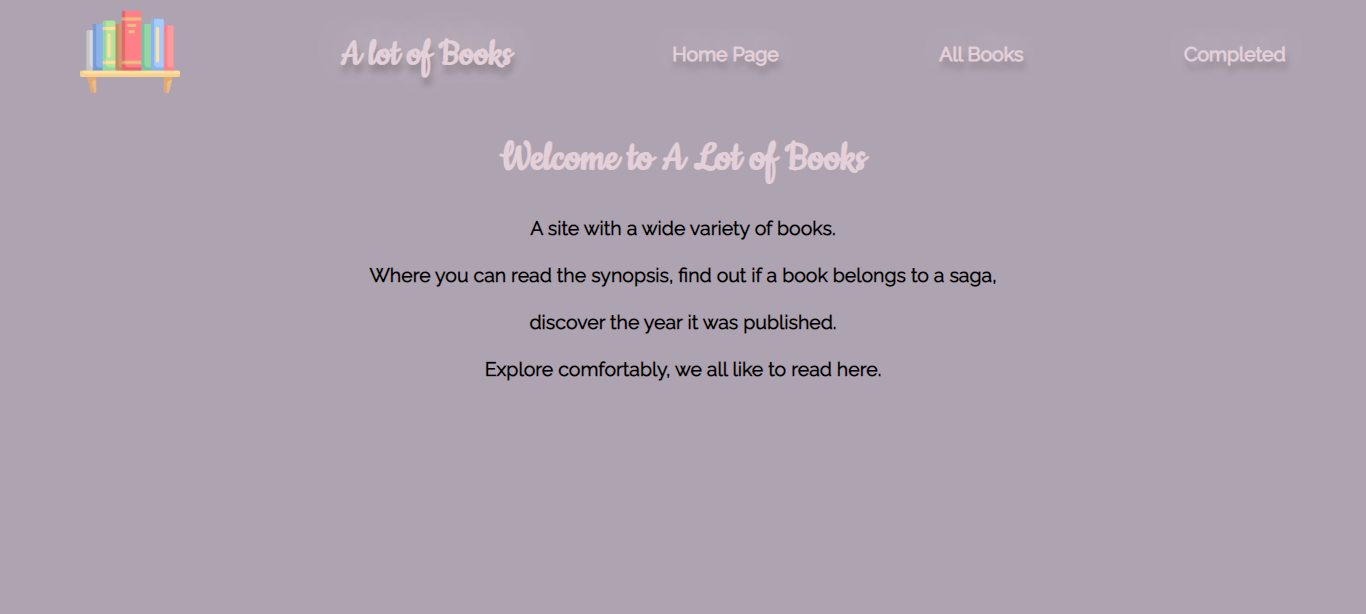 A lot of Books
Home Page
All Books
Completed
Welcome to A Lot of Books
A site with a wide variety of books.
Where you can read the synopsis, find out if a book belongs to a saga,
discover the year it was published.
Explore comfortably, we all like to read here.